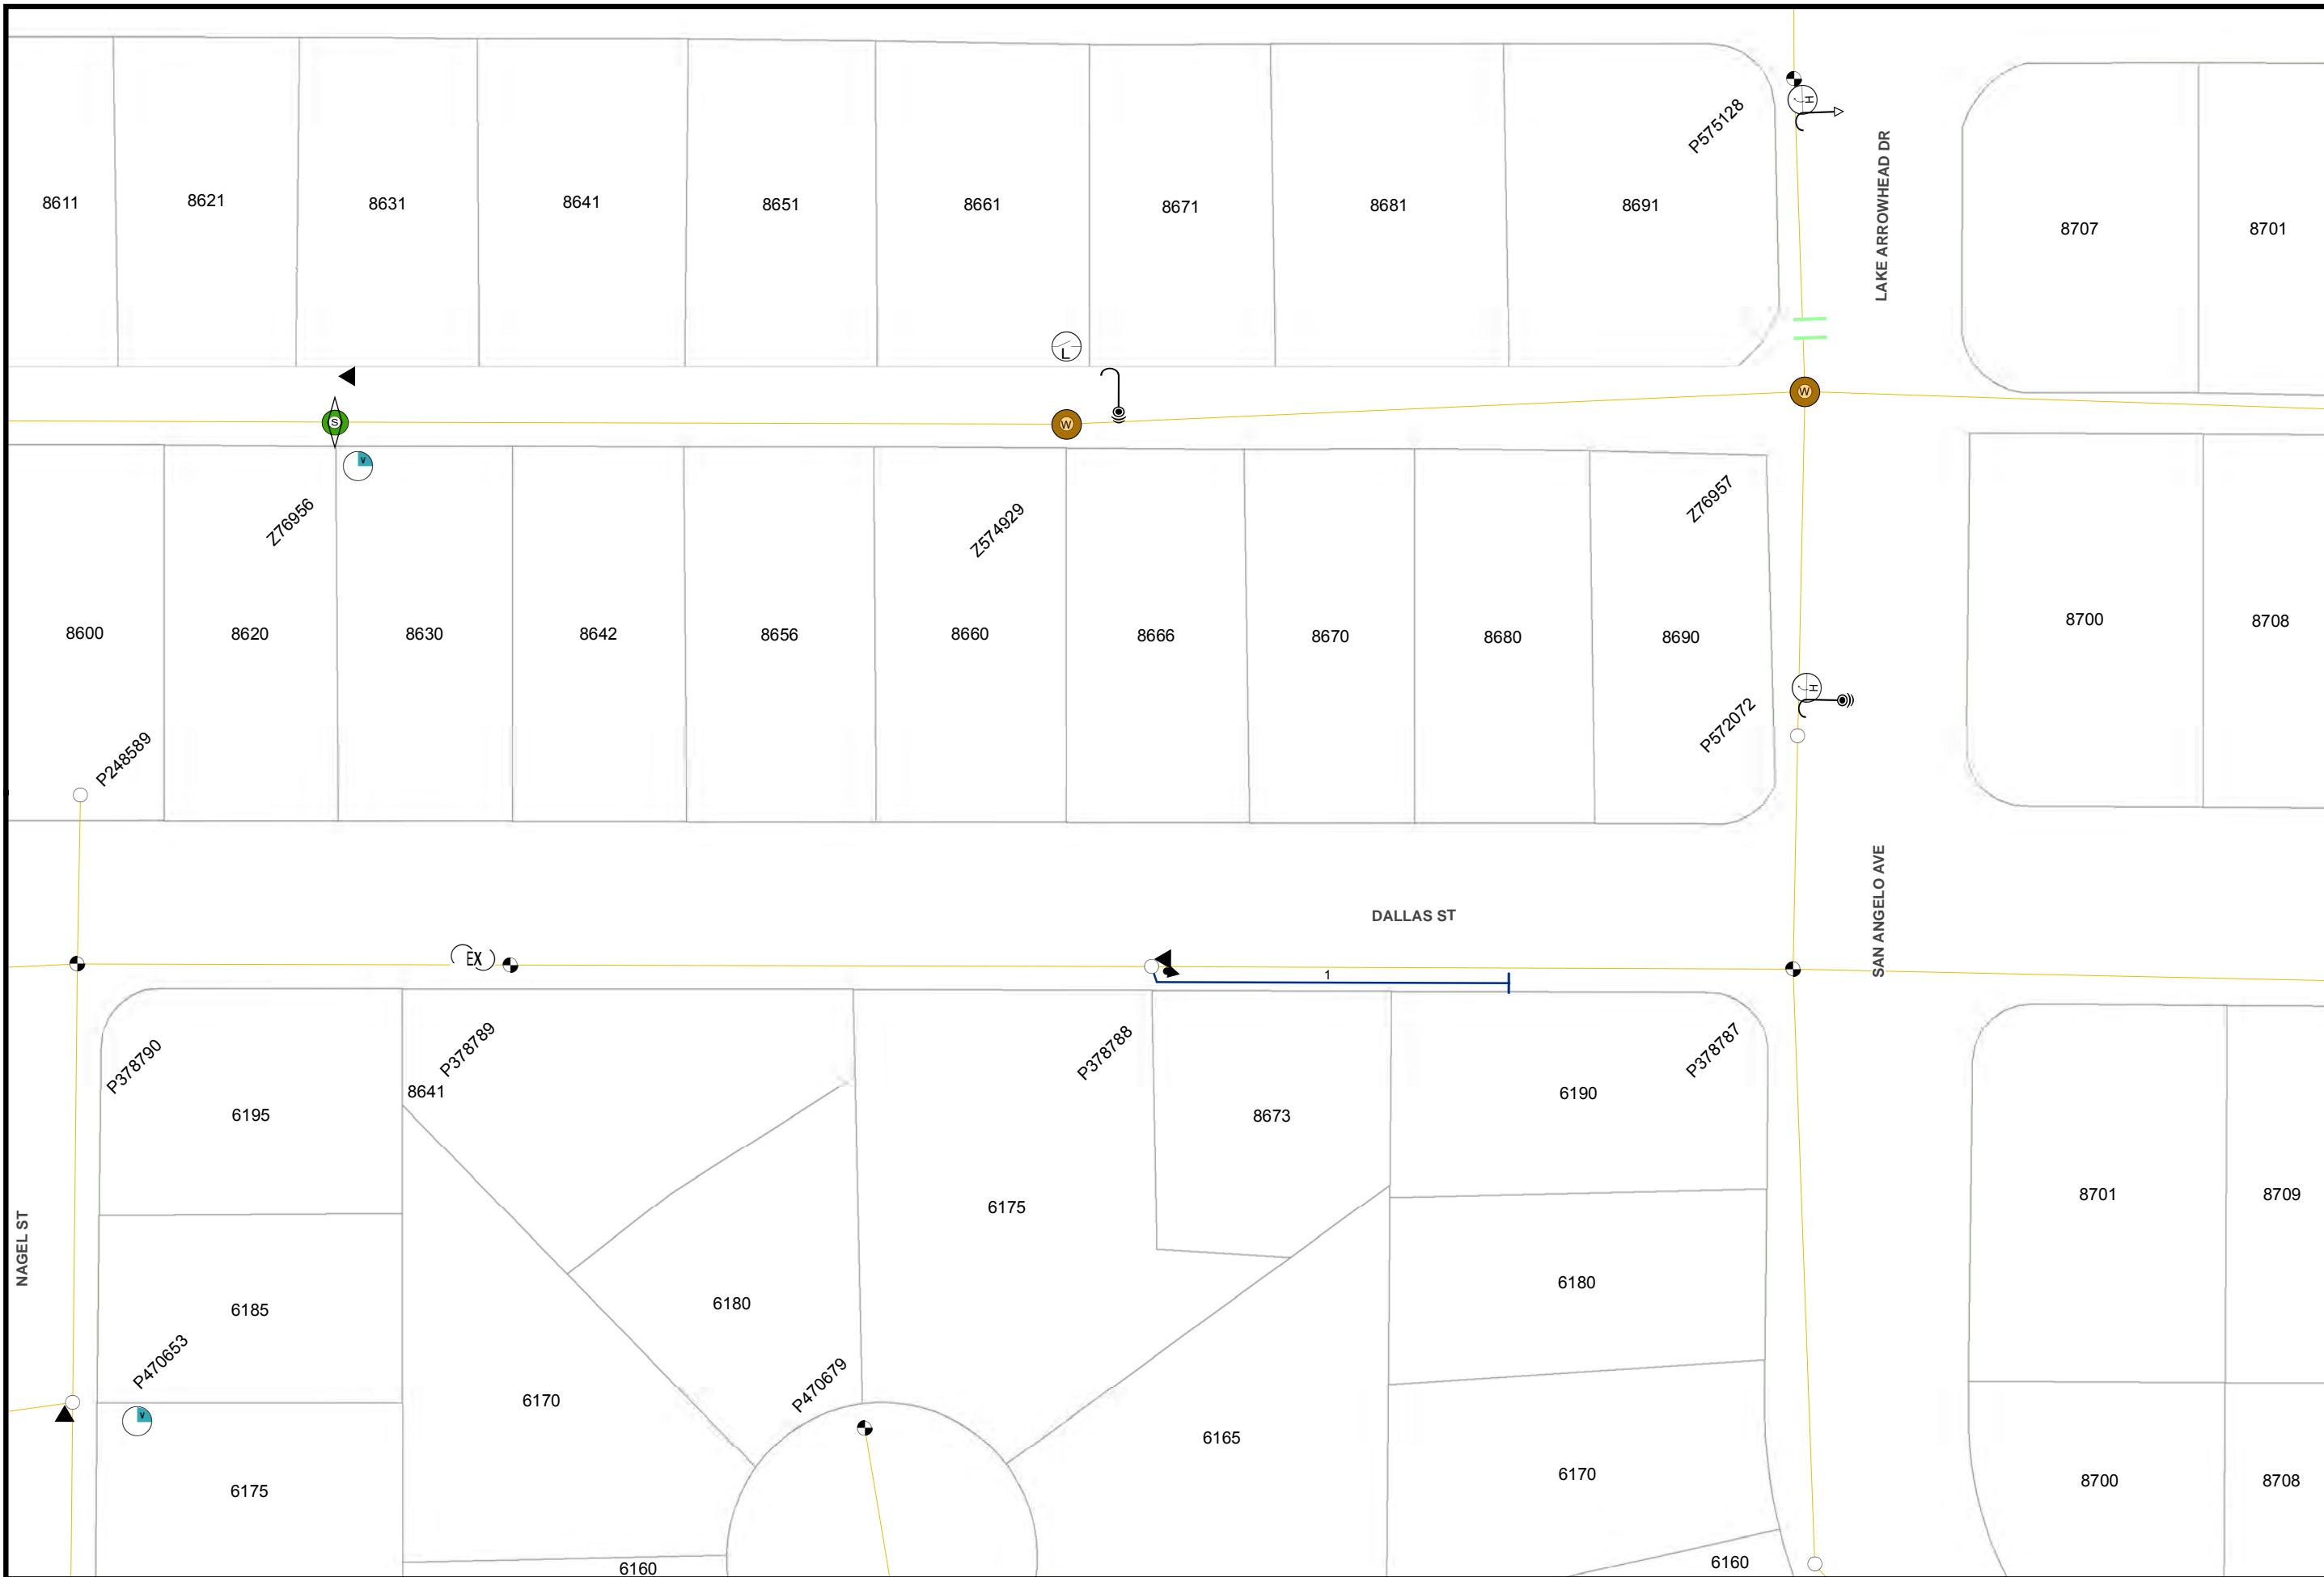 P575128
H
LAKE ARROWHEAD DR
8611
8621
8631
8641
8651
8661
8671
8681
8691
8707
8701
L
S
W
W
V
Z76956
Z574929
Z76957
8600
8620
8630
8642
8656
8660
8666
8670
8680
8690
8700
8708
H
P572072
P248589
DALLAS ST
SAN ANGELO AVE
EX
1
P378790
P378789
P378788
P378787
8641
6195
8673
6190
6175
8701
8709
NAGEL ST
6185
6180
6180
P470653
P470679
V
6170
6165
6170
6175
8700
8708
6160
6160